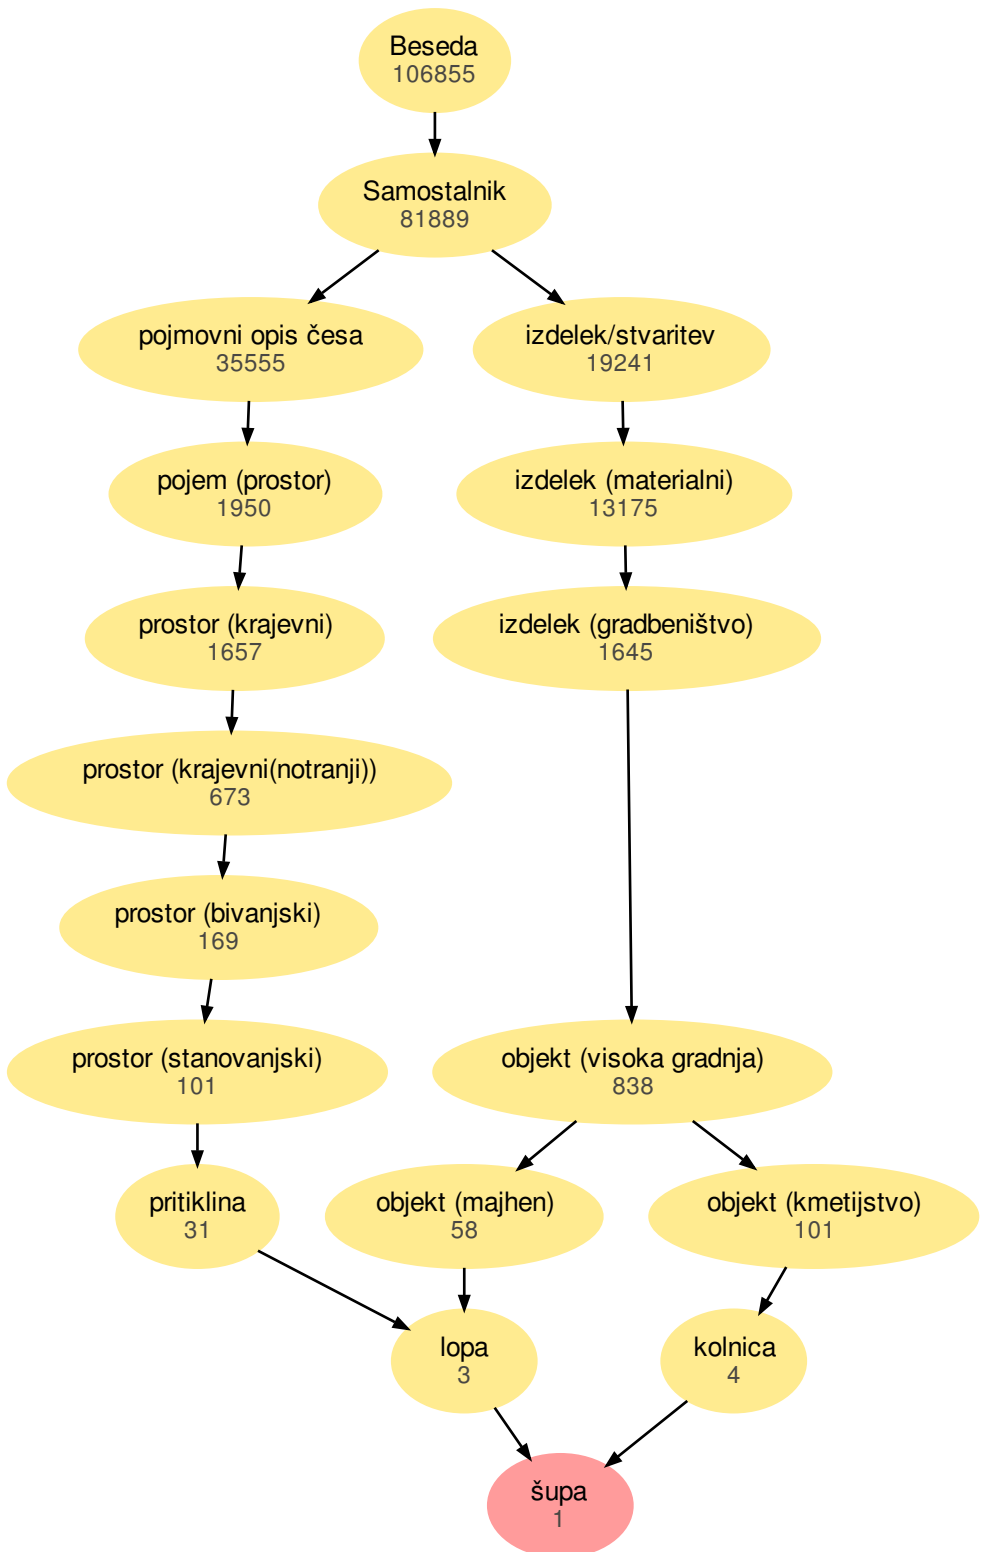 Beseda
106855
Samostalnik
81889
pojmovni opis česa
35555
izdelek/stvaritev
19241
pojem (prostor)
1950
izdelek (materialni)
13175
prostor (krajevni)
1657
izdelek (gradbeništvo)
1645
prostor (krajevni(notranji))
673
prostor (bivanjski)
169
prostor (stanovanjski)
101
objekt (visoka gradnja)
838
pritiklina
31
objekt (majhen)
58
objekt (kmetijstvo)
101
lopa
3
kolnica
4
šupa
1